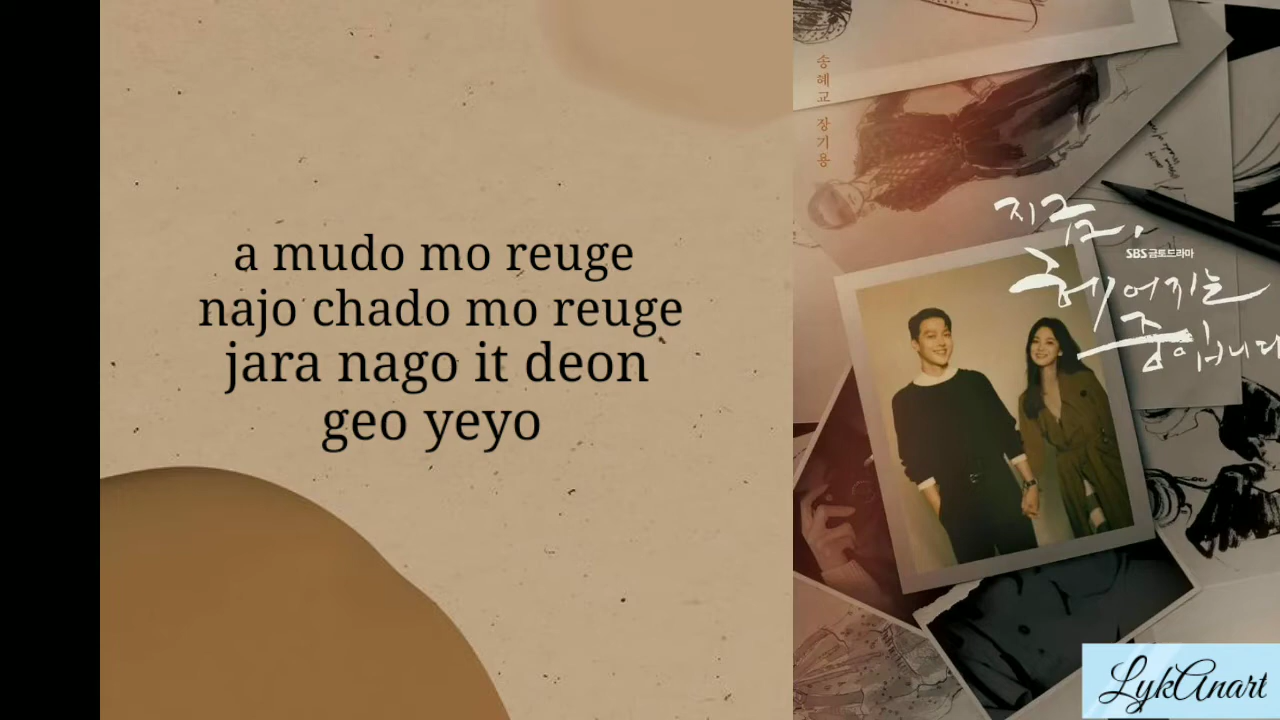 a mudo mo reuge
najo chado mo reuge
jara nago it deon
geo yeyo
송혜교 장기용
지금,
SBS 금토드라마
헤어지는
중입니다
LykAnart